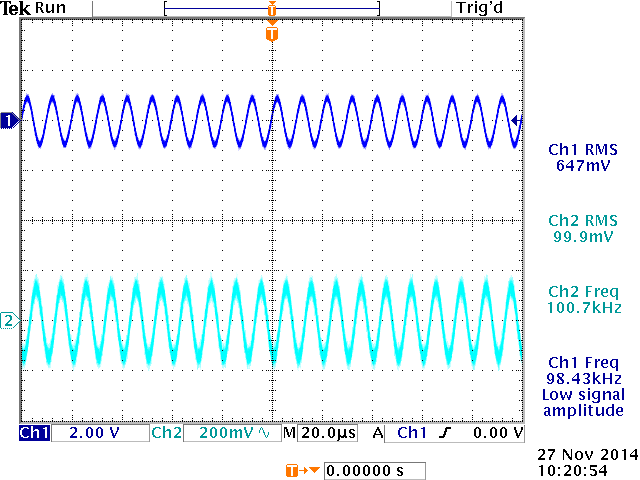 Tek Run Trig'd
T
T
1
Ch1 RMS
647mV
Ch2 RMS
99.9mV
Ch2 Freq
100.7kHz
2
Ch1 Freq
98.43kHz
Low signal
amplitude
Ch1 2.00 V Ch2 200mV∿ M 20.0µs A Ch1 ʃ 0.00 V
T→▼ 0.00000 s
27 Nov 2014
10:20:54